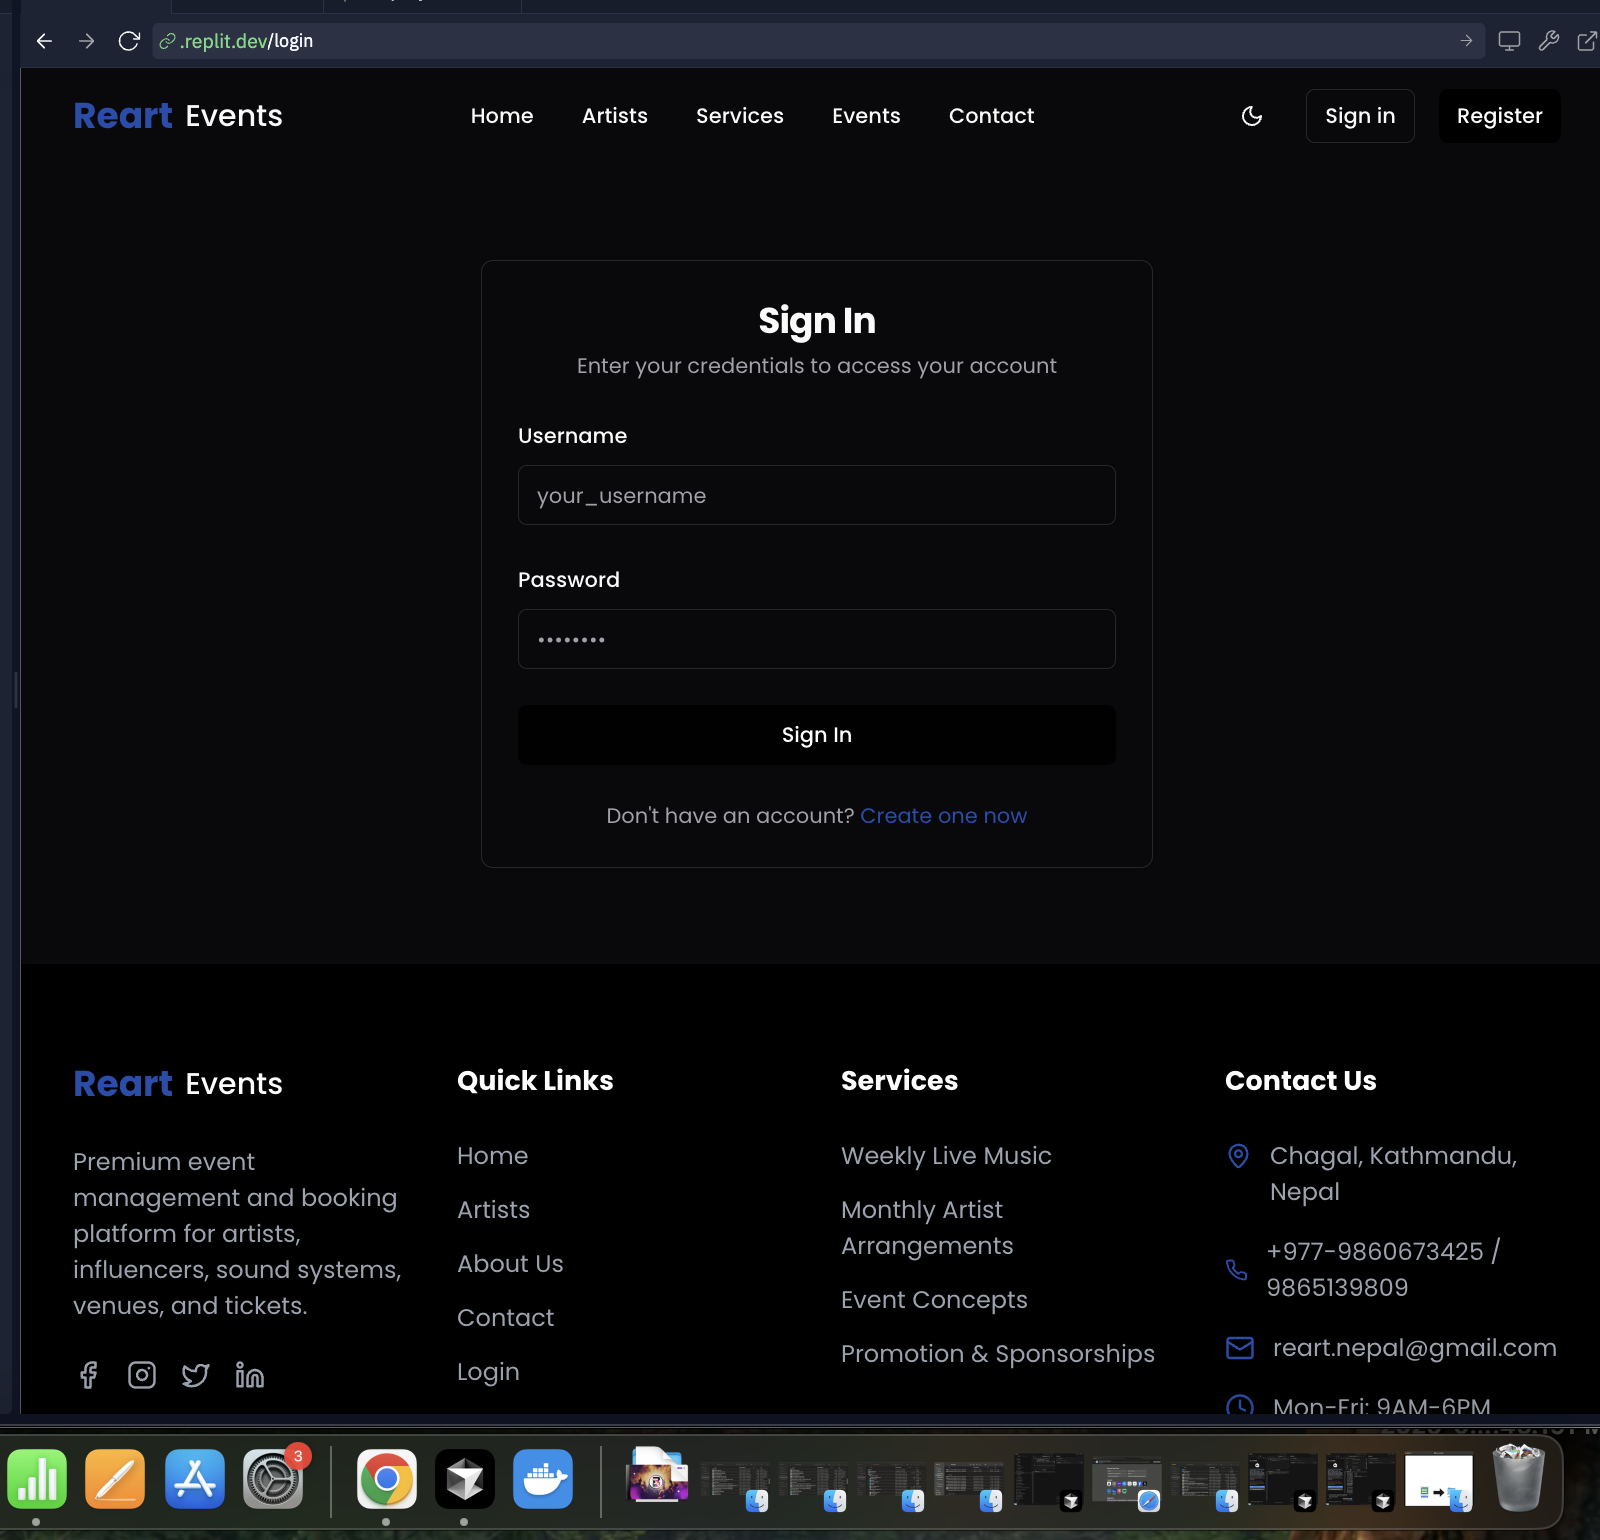 .replit.dev/login
Reart Events
Home Artists Services Events Contact
Sign in
Register
Sign In
Enter your credentials to access your account
Username
your_username
Password
••••••••
Sign In
Don't have an account? Create one now
Reart Events
Premium event
management and booking
platform for artists,
influencers, sound systems,
venues, and tickets.
Quick Links
Home
Artists
About Us
Contact
Login
Services
Weekly Live Music
Monthly Artist
Arrangements
Event Concepts
Promotion & Sponsorships
Contact Us
Chagal, Kathmandu,
Nepal
+977-9860673425 /
9865139809
reart.nepal@gmail.com
Mon-Fri: 9AM-6PM
3